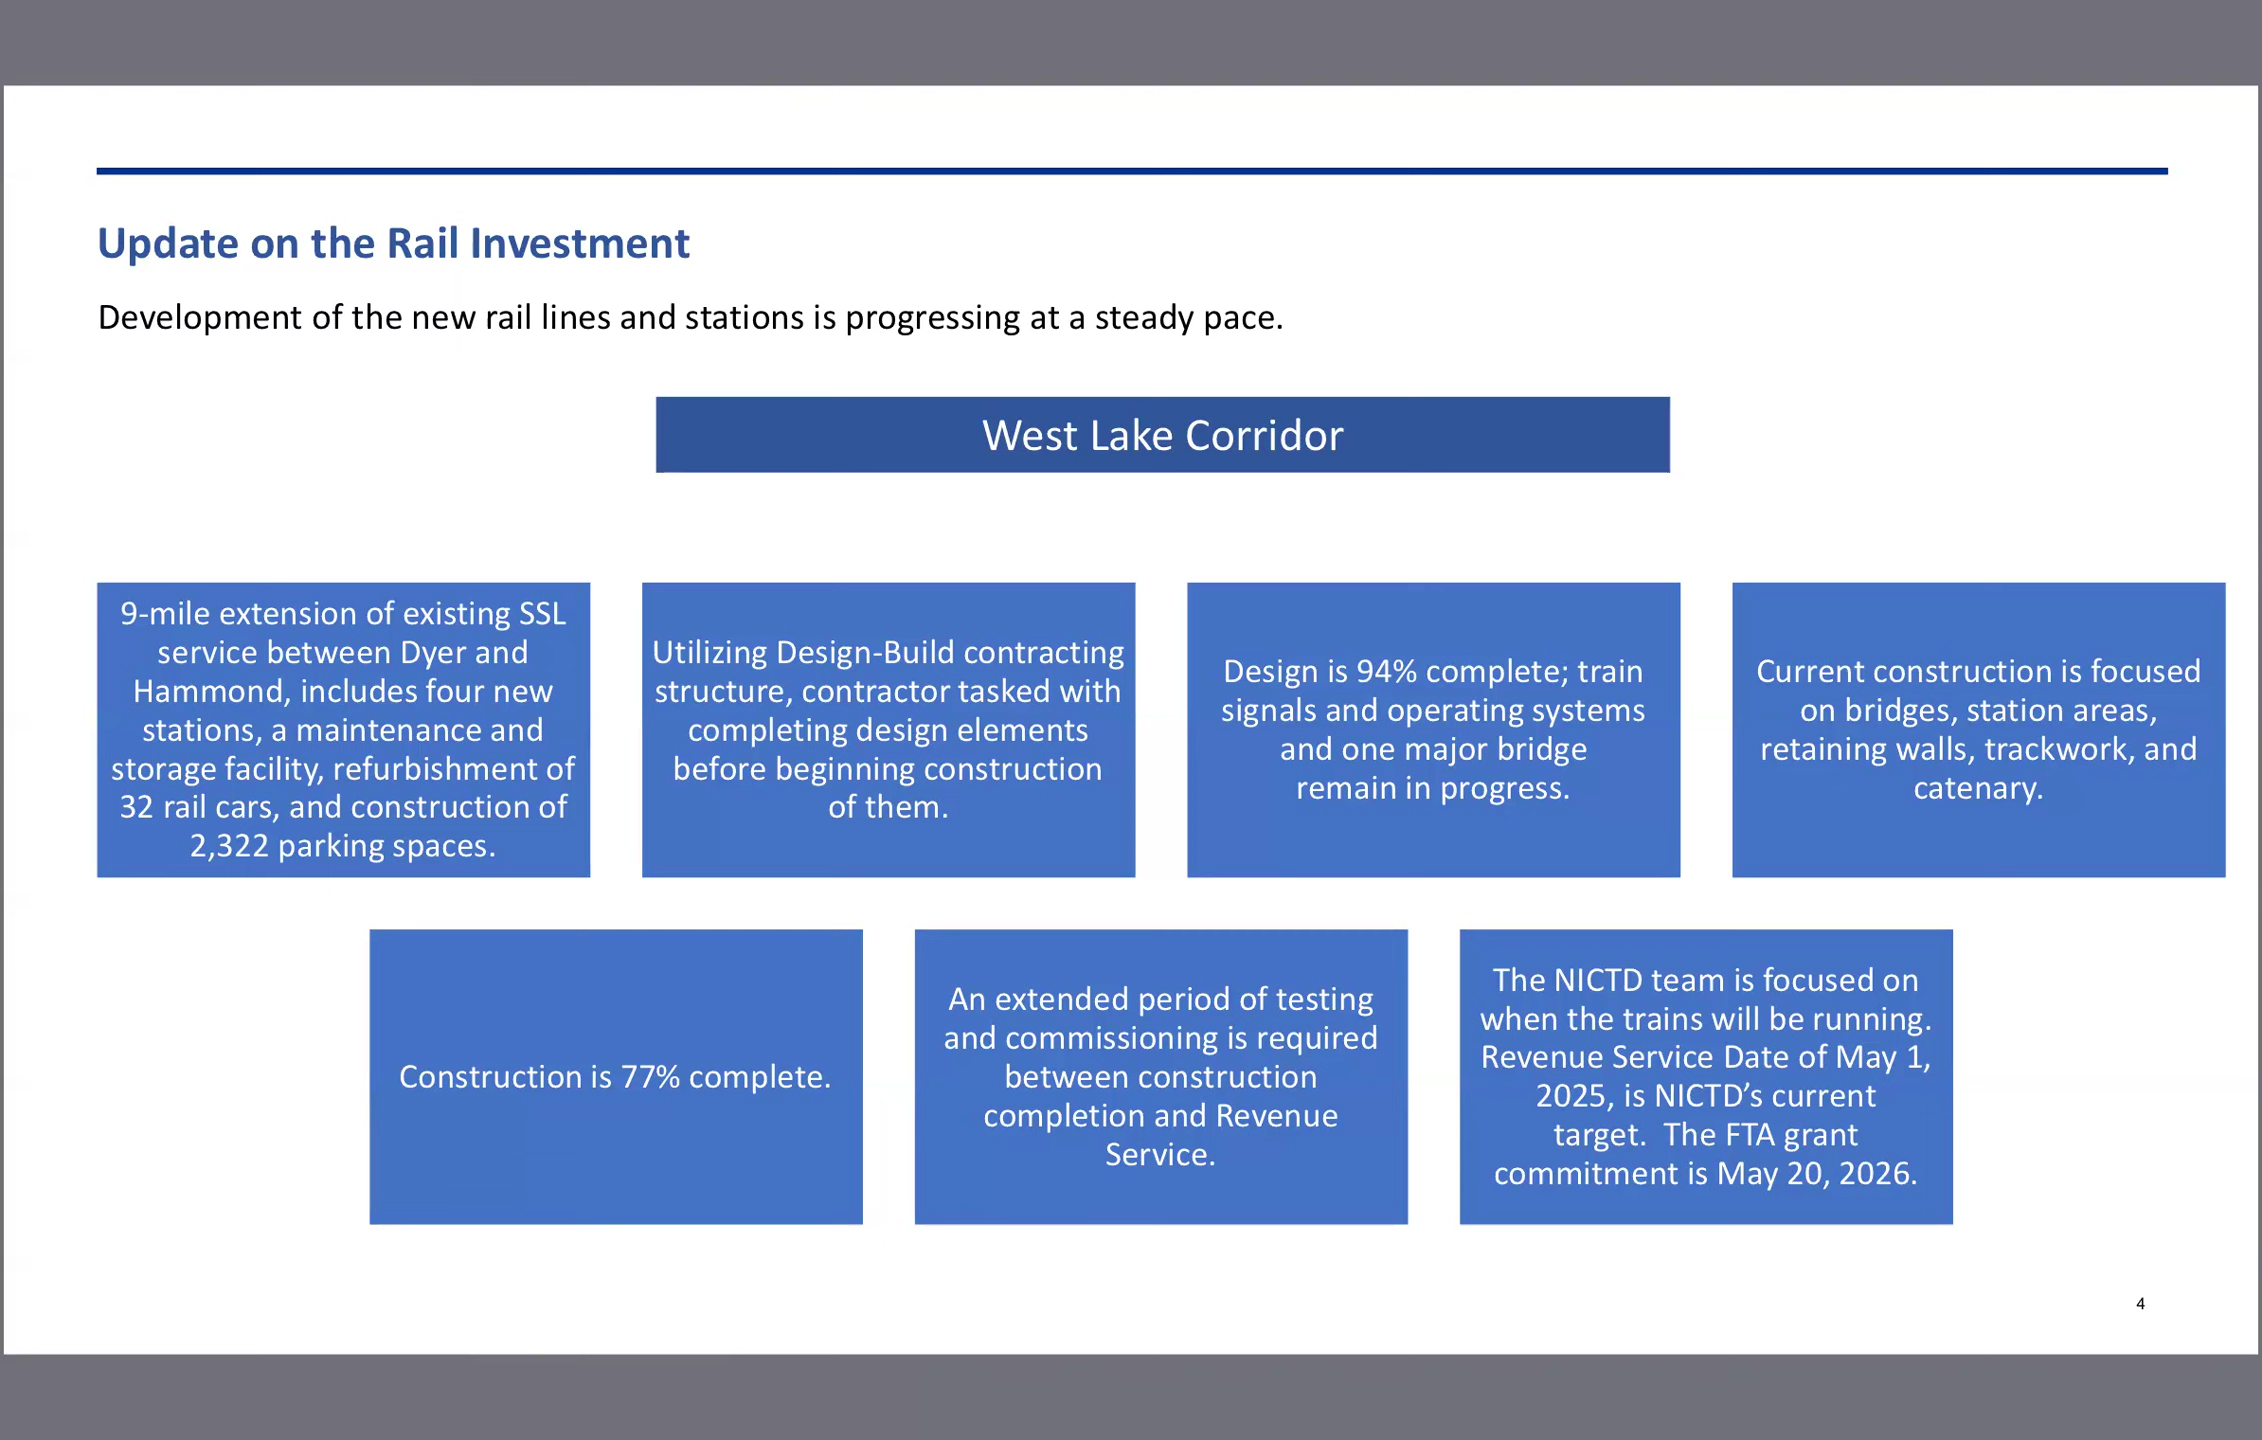 Update on the Rail Investment
Development of the new rail lines and stations is progressing at a steady pace.
West Lake Corridor
9-mile extension of existing SSL
service between Dyer and
Hammond, includes four new
stations, a maintenance and
storage facility, refurbishment of
32 rail cars, and construction of
2,322 parking spaces.
Utilizing Design-Build contracting
structure, contractor tasked with
completing design elements
before beginning construction
of them.
Design is 94% complete; train
signals and operating systems
and one major bridge
remain in progress.
Current construction is focused
on bridges, station areas,
retaining walls, trackwork, and
catenary.
Construction is 77% complete.
An extended period of testing
and commissioning is required
between construction
completion and Revenue
Service.
The NICTD team is focused on
when the trains will be running.
Revenue Service Date of May 1,
2025, is NICTD’s current
target.  The FTA grant
commitment is May 20, 2026.
4